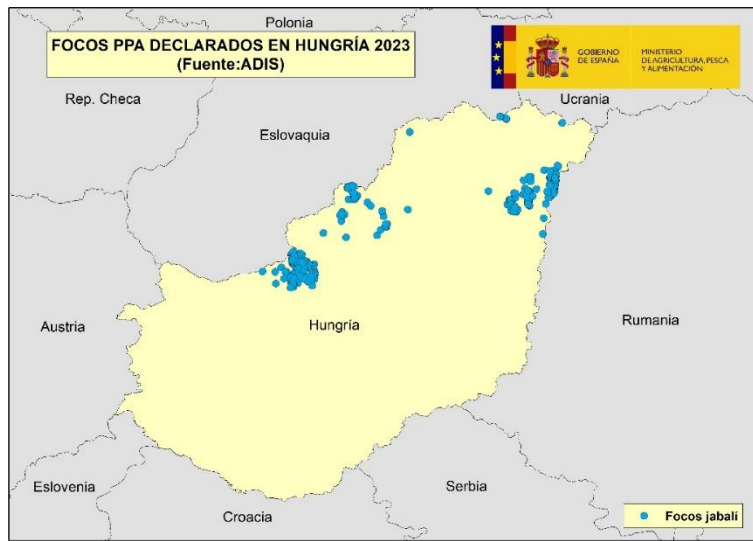 Polonia
FOCOS PPA DECLARADOS EN HUNGRÍA 2023
(Fuente:ADIS)
GOBIERNO
DE ESPAÑA
MINISTERIO
DE AGRICULTURA, PESCA
Y ALIMENTACIÓN
Rep. Checa
Ucrania
Eslovaquia
Austria
Hungría
Rumania
Eslovenia
Serbia
Croacia
Focos jabalí